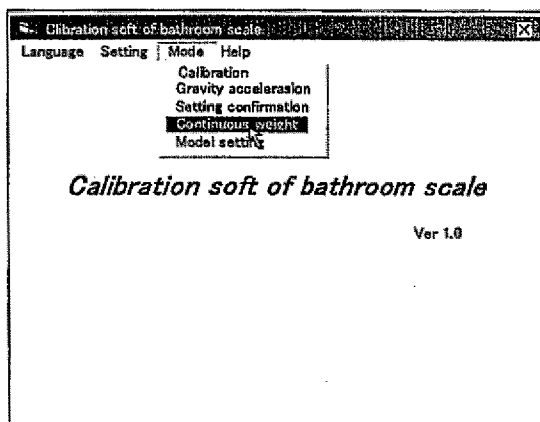 Clibration soft of bathroom scale
Language Setting Mode Help
Calibration
Gravity accelerasion
Setting confirmation
Continuous weight
Model setting
Calibration soft of bathroom scale
Ver 1.0